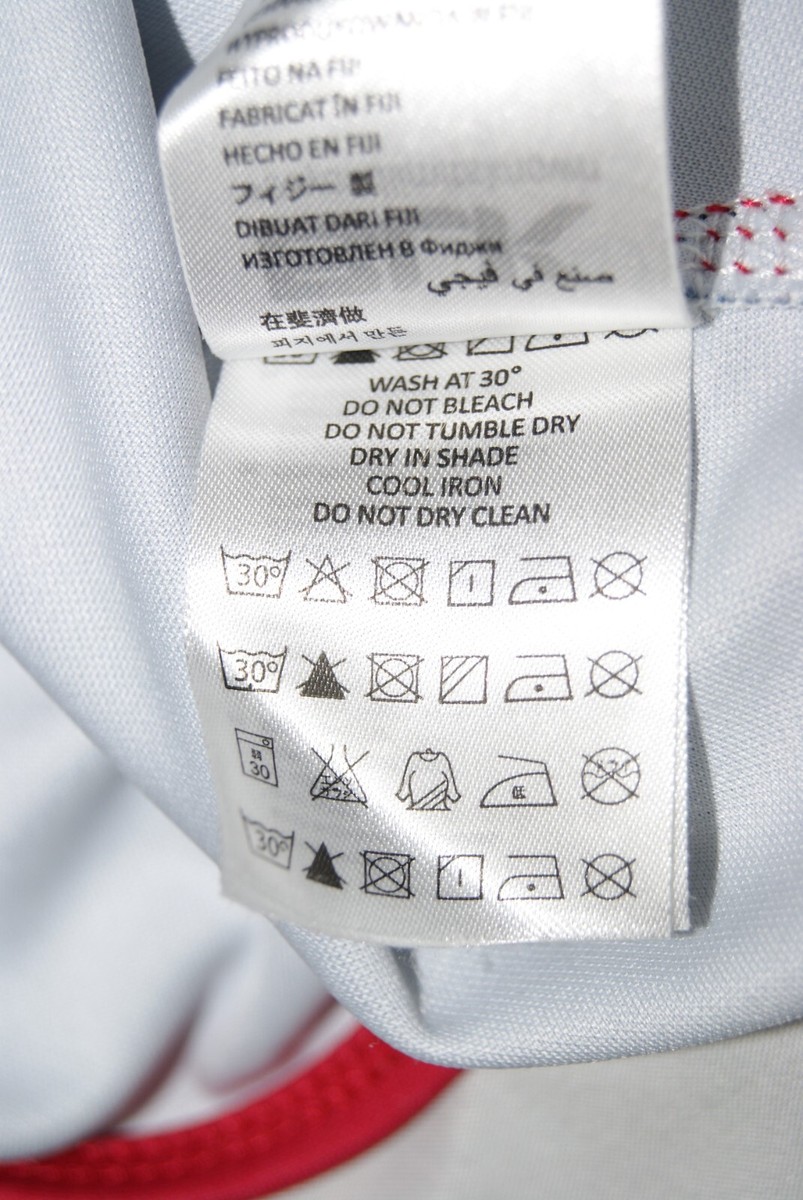 FEITO NA FIJI
FABRICAT ÎN FIJI
HECHO EN FIJI
フィジー 製
DIBUAT DARI FIJI
ИЗГОТОВЛЕН В Фиджи
صنع في فيجي
在斐濟做
피지에서 만든
WASH AT 30°
DO NOT BLEACH
DO NOT TUMBLE DRY
DRY IN SHADE
COOL IRON
DO NOT DRY CLEAN
30°
30°
30
低
30°